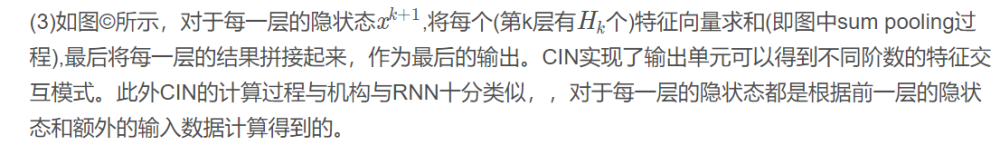 (3)如图©所示，对于每一层的隐状态x^{k+1},将每个(第k层有H_k个)特征向量求和(即图中sum pooling过
程),最后将每一层的结果拼接起来，作为最后的输出。CIN实现了输出单元可以得到不同阶数的特征交
互模式。此外CIN的计算过程与机构与RNN十分类似，，对于每一层的隐状态都是根据前一层的隐状
态和额外的输入数据计算得到的。